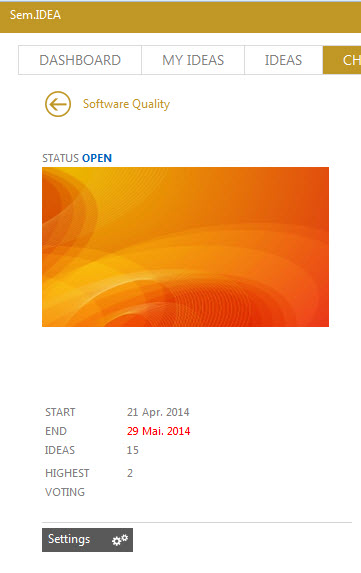 Sem.IDEA
DASHBOARD MY IDEAS IDEAS CH
Software Quality
STATUS OPEN
START 21 Apr. 2014
END 29 Mai. 2014
IDEAS 15
HIGHEST 2
VOTING
Settings